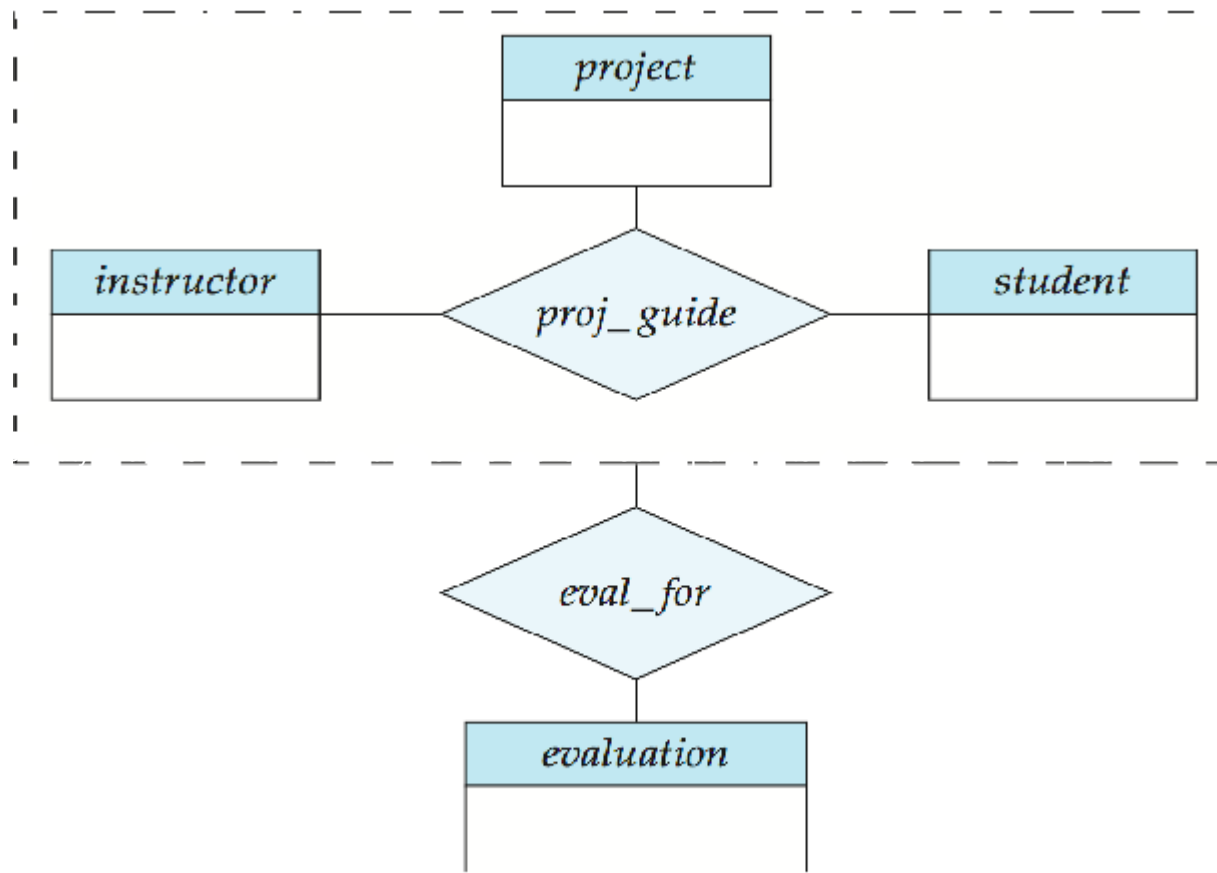 project
instructor
proj_guide
student
eval_for
evaluation